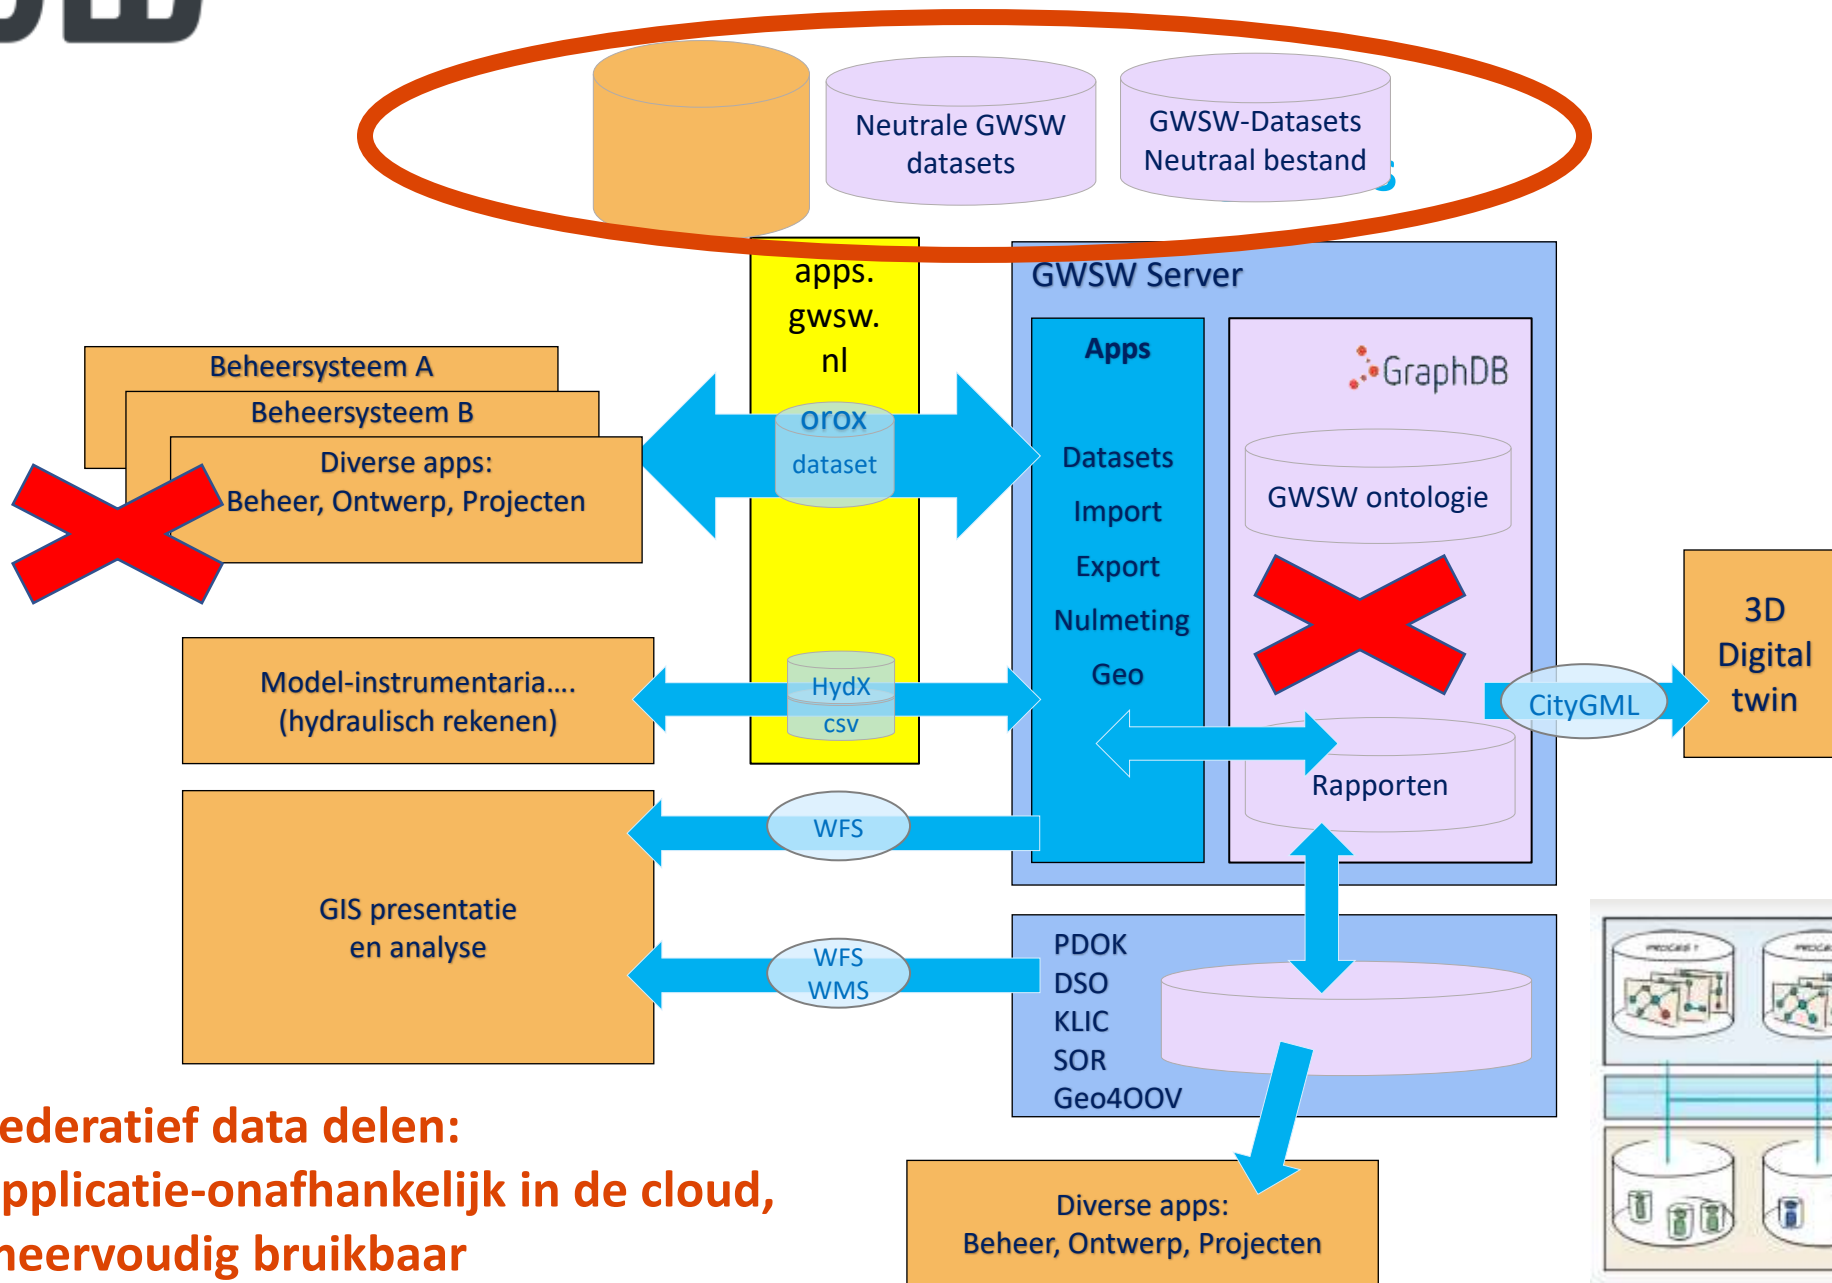 Neutrale GWSW
datasets
GWSW-Datasets
Neutraal bestand
apps.
gwsw.
nl
GWSW Server
Apps
GraphDB
Beheersysteem A
Beheersysteem B
Diverse apps:
Beheer, Ontwerp, Projecten
orox
dataset
Datasets
Import
Export
Nulmeting
Geo
GWSW ontologie
3D
Digital
twin
Model-instrumentaria....
(hydraulisch rekenen)
HydX
csv
CityGML
Rapporten
WFS
GIS presentatie
en analyse
WFS
WMS
PDOK
DSO
KLIC
SOR
Geo4OOV
ederatief data delen:
pplicatie-onafhankelijk in de cloud,
neervoudig bruikbaar
Diverse apps:
Beheer, Ontwerp, Projecten